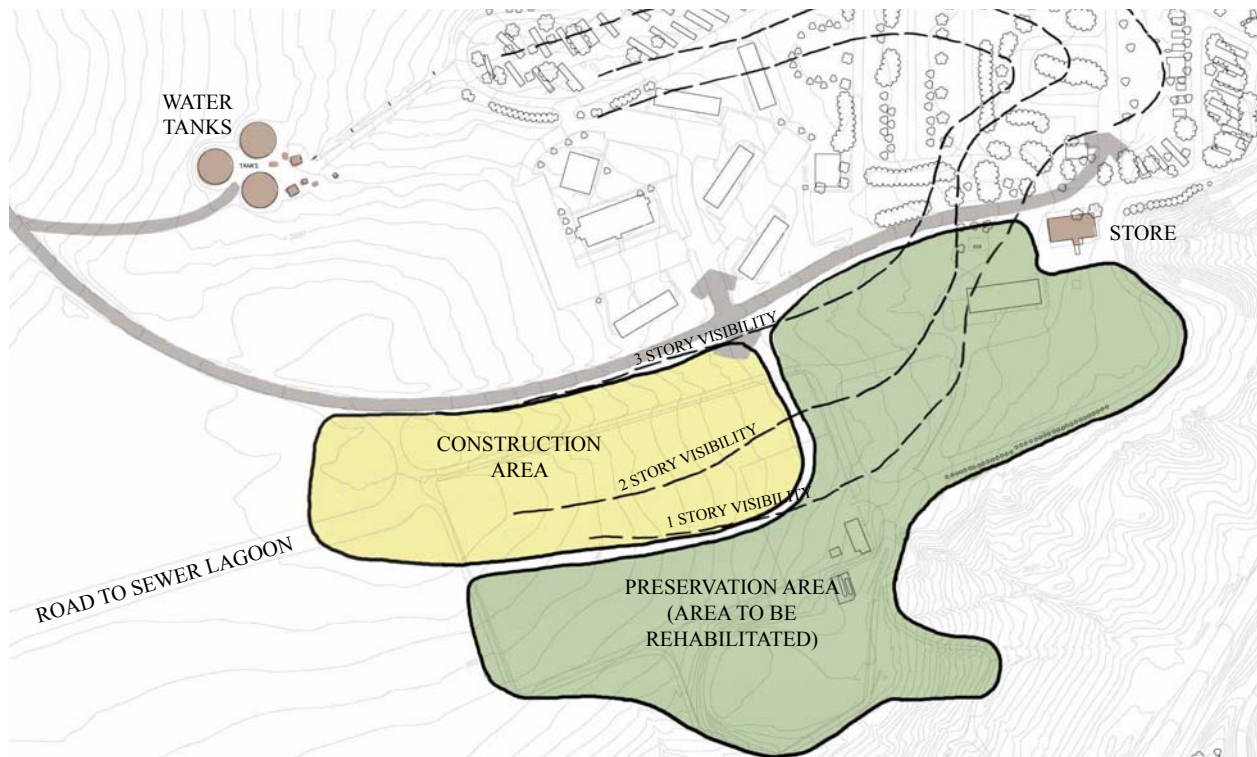 WATER
TANKS
TANKS
STORE
3 STORY VISIBILITY
CONSTRUCTION
AREA
2 STORY VISIBILITY
1 STORY VISIBILITY
ROAD TO SEWER LAGOON
PRESERVATION AREA
(AREA TO BE
REHABILITATED)